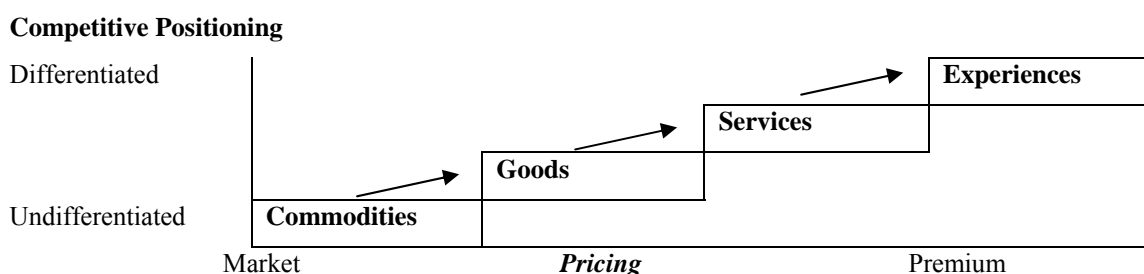 Competitive Positioning
Differentiated
Experiences
Services
Goods
Undifferentiated
Commodities
Market
Pricing
Premium